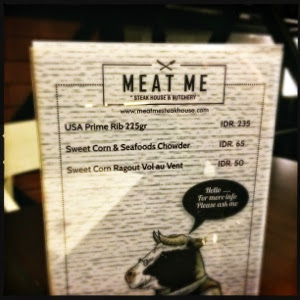 MEAT ME
" STEAK HOUSE & BUTCHERY "
www.meatmesteakhouse.com
USA Prime Rib 225gr IDR. 235
Sweet Corn & Seafoods Chowder IDR. 65
Sweet Corn Ragout Vol au Vent IDR. 50
Hello ....
For more info
Please ask me